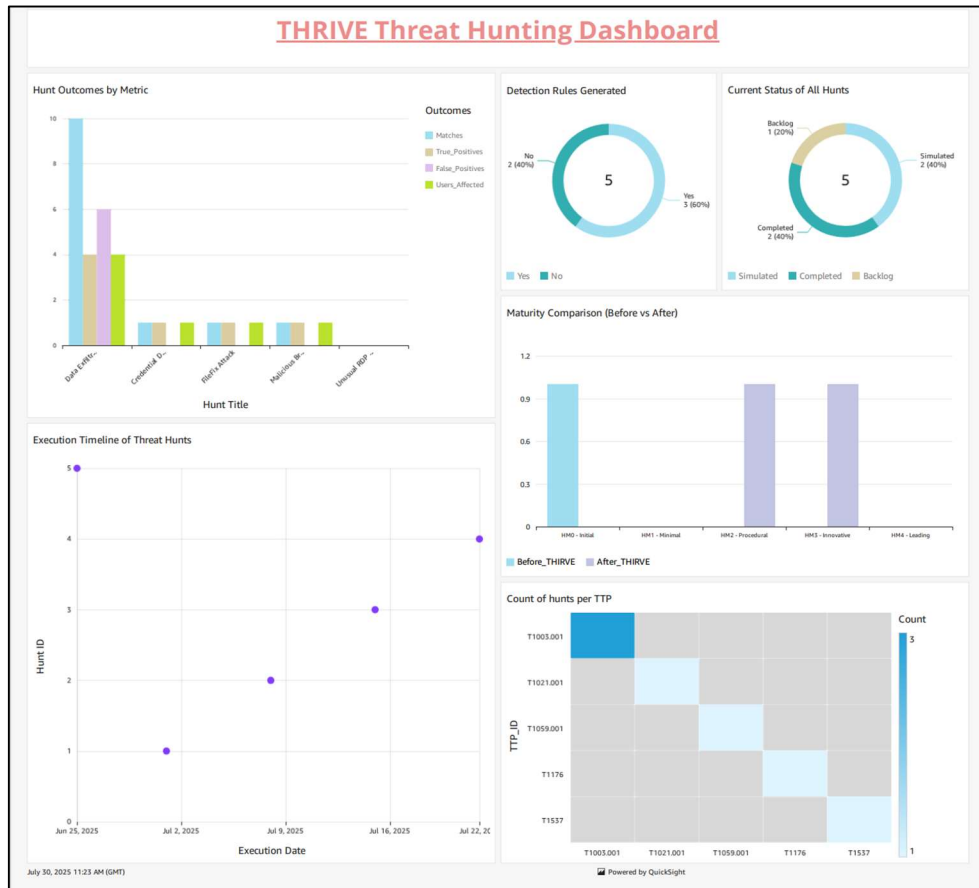 THRIVE Threat Hunting Dashboard
Hunt Outcomes by Metric
10
8
6
4
2
0
Data Exfiltr...
Credential D...
FileFix Attack
Malicious Br...
Unusual RDP ...
Hunt Title
Outcomes
Matches
True_Positives
False_Positives
Users_Affected
Detection Rules Generated
No
2 (40%)
5
Yes
3 (60%)
Yes No
Current Status of All Hunts
Backlog
1 (20%)
Simulated
2 (40%)
5
Completed
2 (40%)
Simulated Completed Backlog
Maturity Comparison (Before vs After)
1.2
0.9
0.6
0.3
0
HM0 - Initial HM1 - Minimal HM2 - Procedural HM3 - Innovative HM4 - Leading
Before_THIRVE After_THIRVE
Execution Timeline of Threat Hunts
Hunt ID
5
4
3
2
1
0
Jun 25, 2025 Jul 2, 2025 Jul 9, 2025 Jul 16, 2025 Jul 22, 20
Execution Date
Count of hunts per TTP
TTP_ID
T1003.001
T1021.001
T1059.001
T1176
T1537
T1003.001 T1021.001 T1059.001 T1176 T1537
Count
3
1
July 30, 2025 11:23 AM (GMT)
Powered by QuickSight